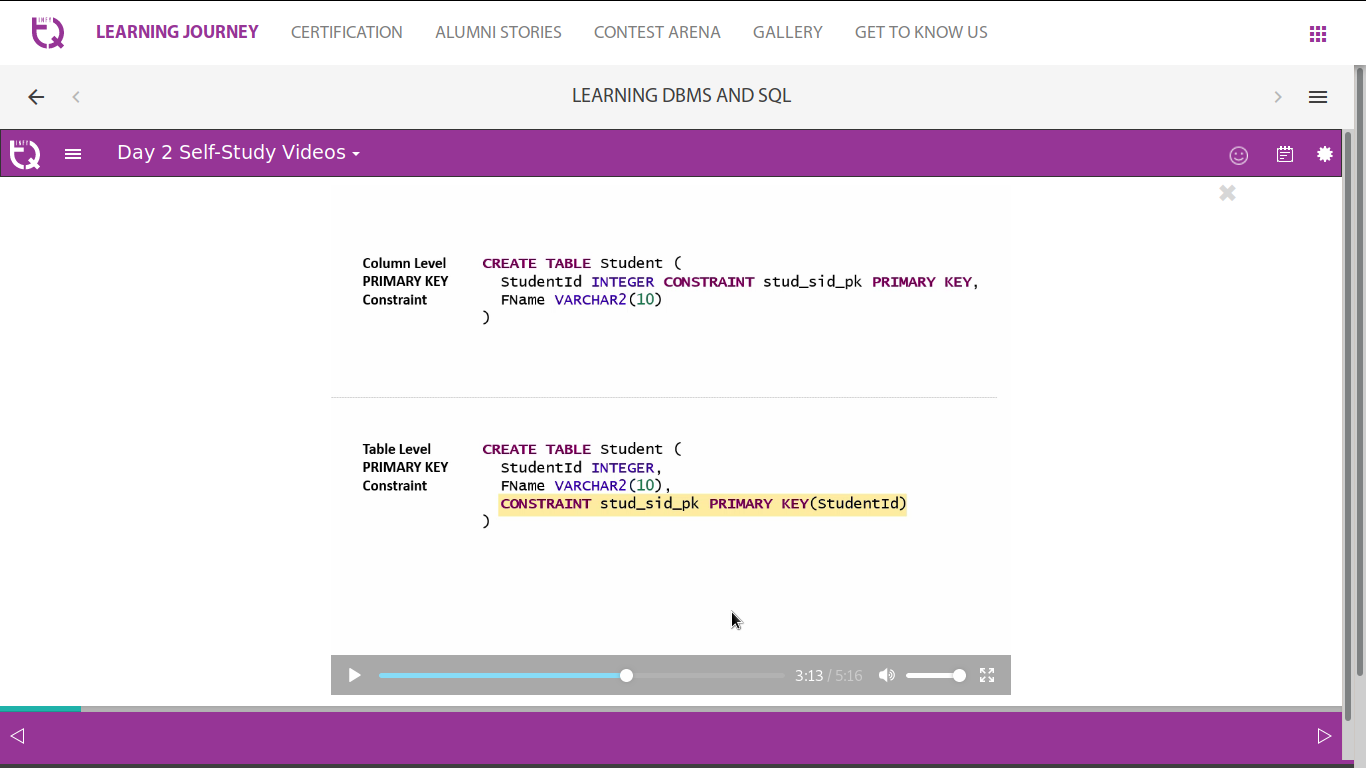 INFY
TQ
LEARNING JOURNEY CERTIFICATION ALUMNI STORIES CONTEST ARENA GALLERY GET TO KNOW US
LEARNING DBMS AND SQL
INFY
TQ
Day 2 Self-Study Videos
Column Level
PRIMARY KEY
Constraint
CREATE TABLE Student (
StudentId INTEGER CONSTRAINT stud_sid_pk PRIMARY KEY,
FName VARCHAR2(10)
)
Table Level
PRIMARY KEY
Constraint
CREATE TABLE Student (
StudentId INTEGER,
FName VARCHAR2(10),
CONSTRAINT stud_sid_pk PRIMARY KEY(StudentId)
)
3:13 / 5:16